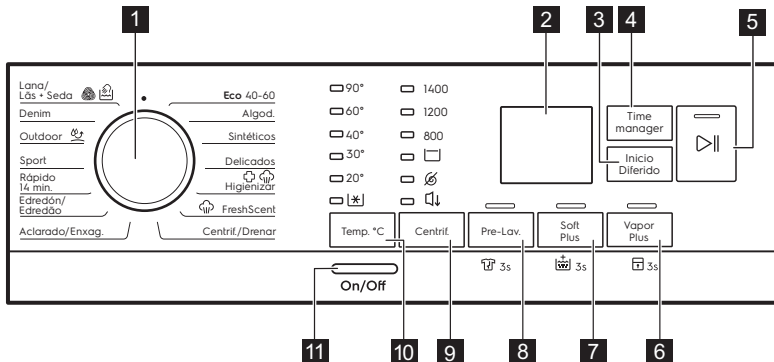 1
2
3
4
5
Lana/
Lãs + Seda
Denim
Outdoor
Sport
Rápido
14 min.
Edredón/
Edredão
Aclarado/Enxag.
Eco 40-60
Algod.
Sintéticos
Delicados
Higienizar
FreshScent
Centrif./Drenar
90°
60°
40°
30°
20°
1400
1200
800
Time
manager
Inicio
Diferido
Temp. °C
Centrif.
Pre-Lav.
Soft
Plus
Vapor
Plus
3s
3s
3s
On/Off
11
10
9
8
7
6